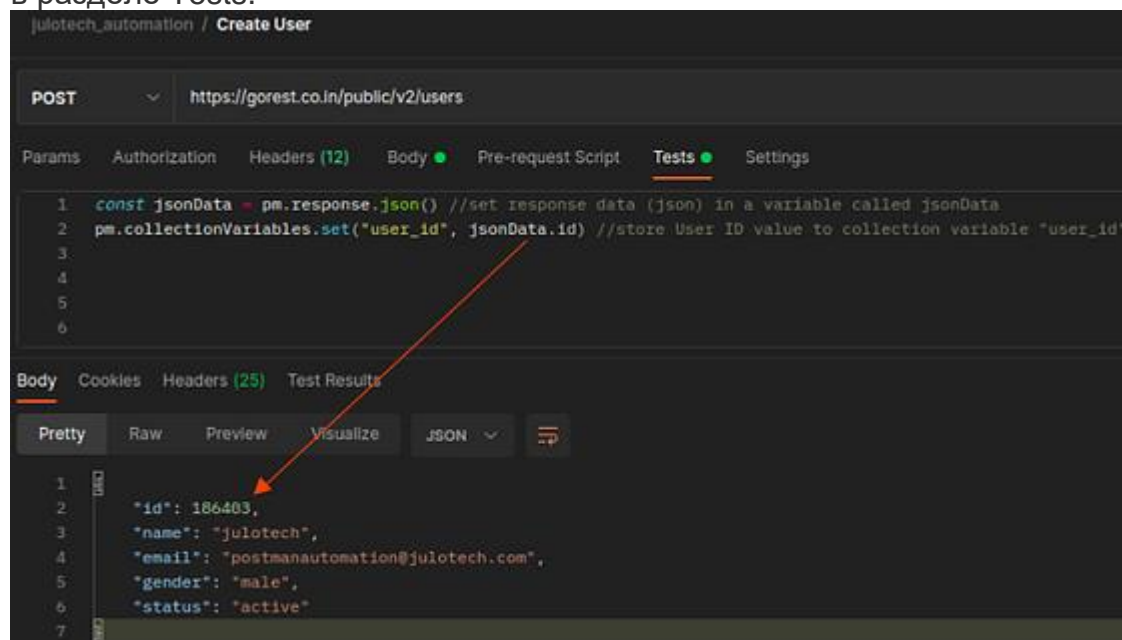 в разделе Tests:
julotech_automation / Create User
POST https://gorest.co.in/public/v2/users
Params Authorization Headers (12) Body Pre-request Script Tests Settings
1 const jsonData = pm.response.json() //set response data (json) in a variable called jsonData
2 pm.collectionVariables.set("user_id", jsonData.id) //store User ID value to collection variable "user_id"
3
4
5
6
Body Cookies Headers (25) Test Results
Pretty Raw Preview Visualize JSON
1 {
2 "id": 186403,
3 "name": "julotech",
4 "email": "postmanautomation@julotech.com",
5 "gender": "male",
6 "status": "active"
7 }